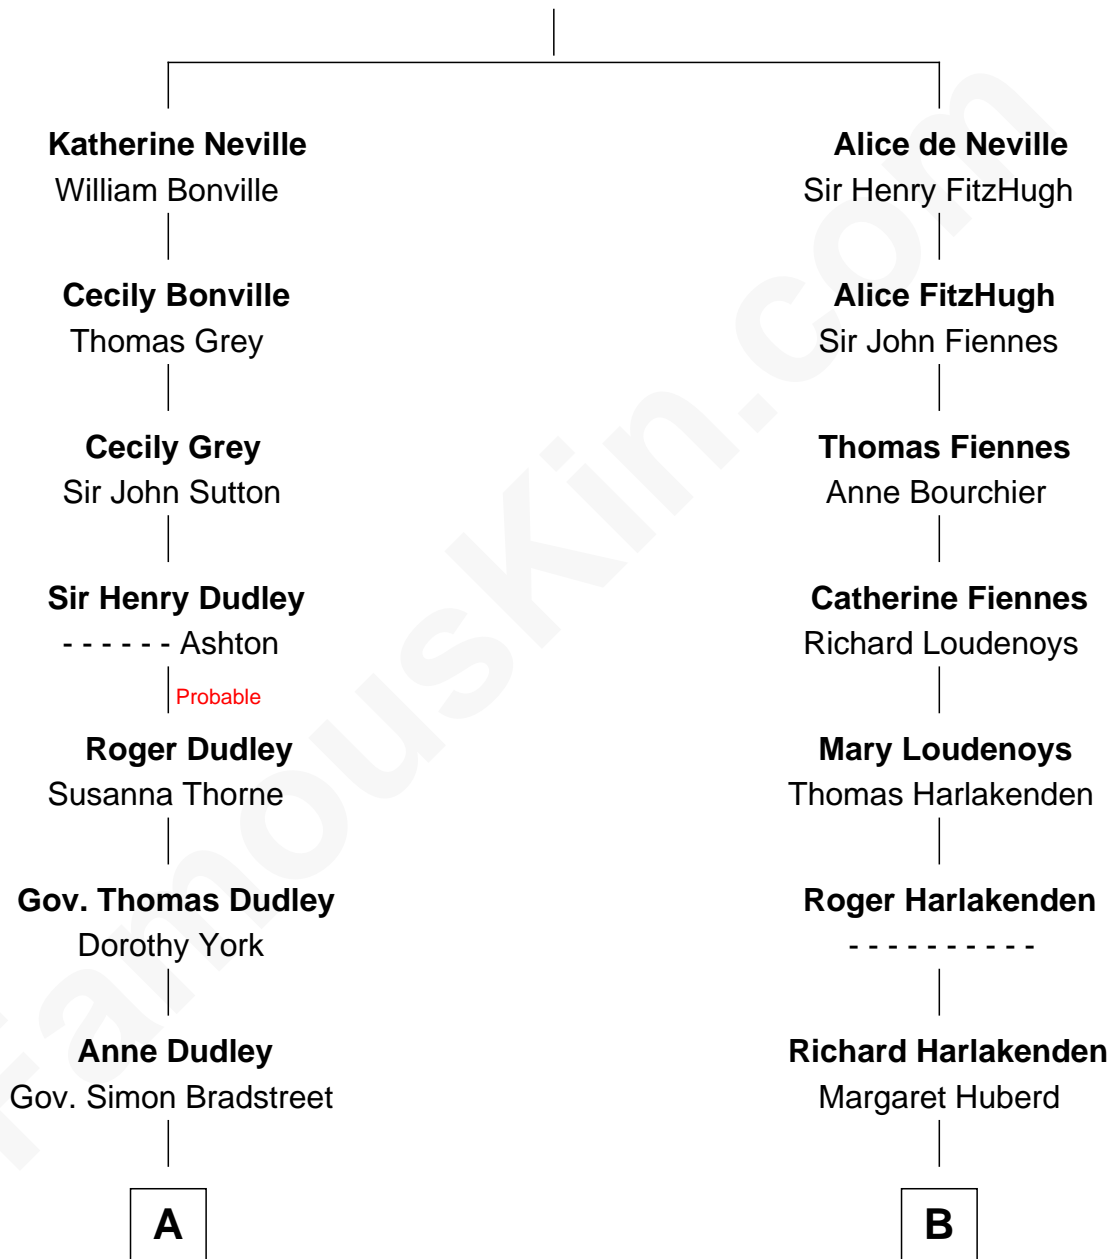 Katherine Neville
William Bonville
Cecily Bonville
Thomas Grey
Cecily Grey
Sir John Sutton
Sir Henry Dudley
- - - - - - Ashton
Probable
Roger Dudley
Susanna Thorne
Gov. Thomas Dudley
Dorothy York
Anne Dudley
Gov. Simon Bradstreet
A
Alice de Neville
Sir Henry FitzHugh
Alice FitzHugh
Sir John Fiennes
Thomas Fiennes
Anne Bourchier
Catherine Fiennes
Richard Loudenoys
Mary Loudenoys
Thomas Harlakenden
Roger Harlakenden
- - - - - - - - - -
Richard Harlakenden
Margaret Huberd
B
FamousKin.com